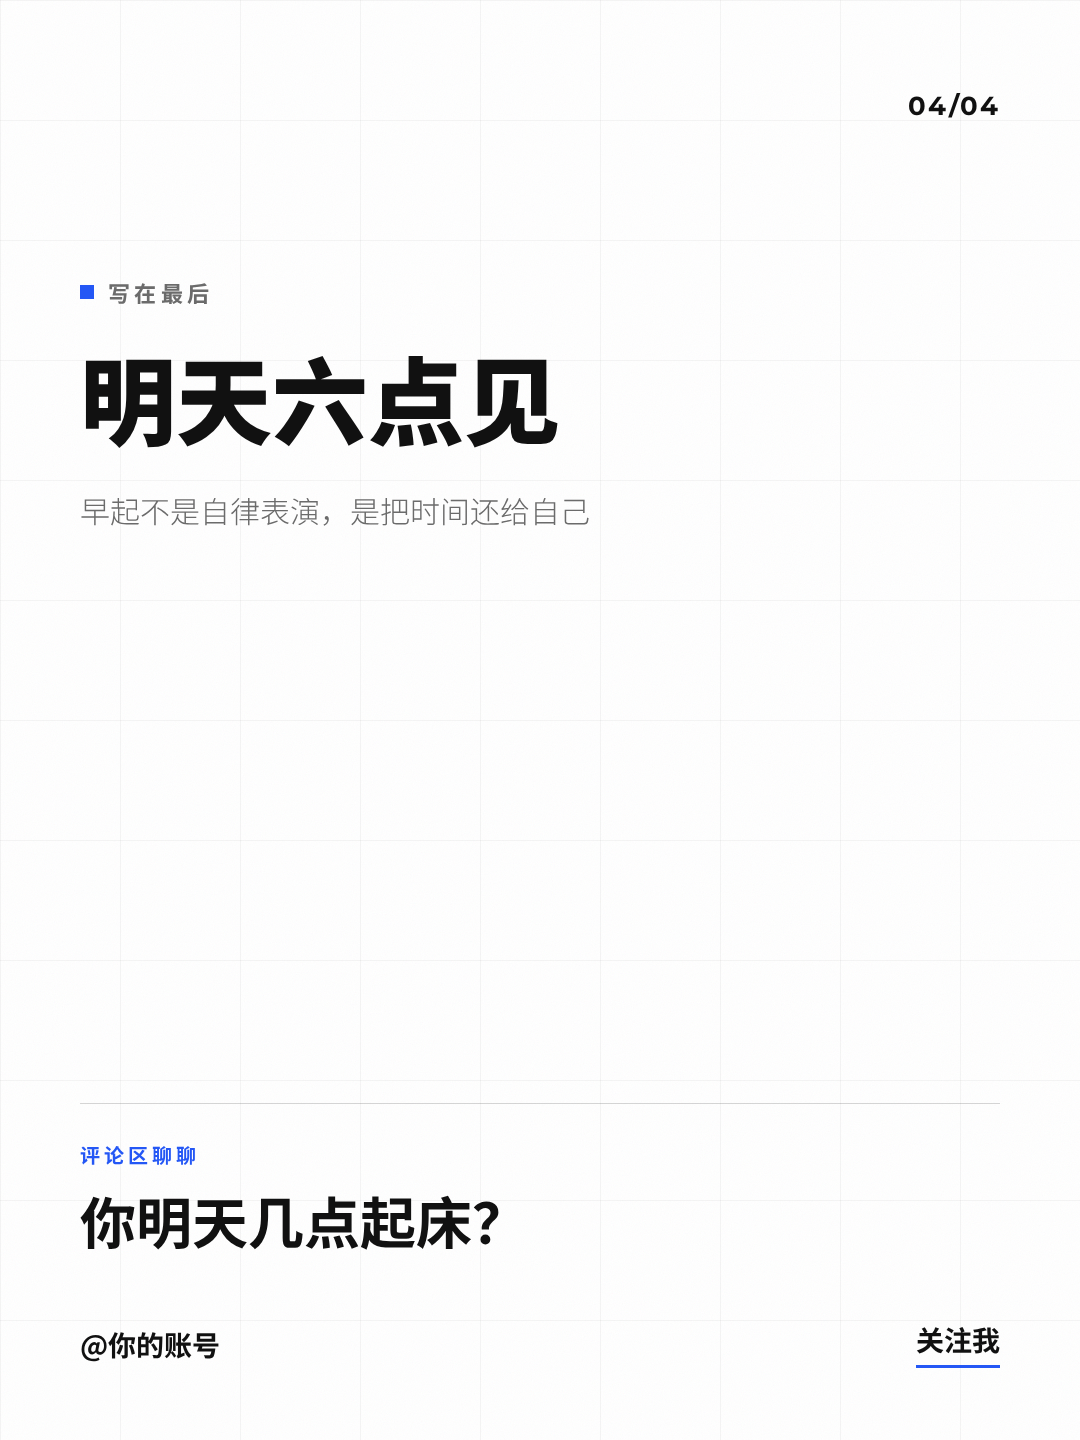 04/04
写在最后
明天六点见
早起不是自律表演，是把时间还给自己
评论区聊聊
你明天几点起床？
@你的账号
关注我